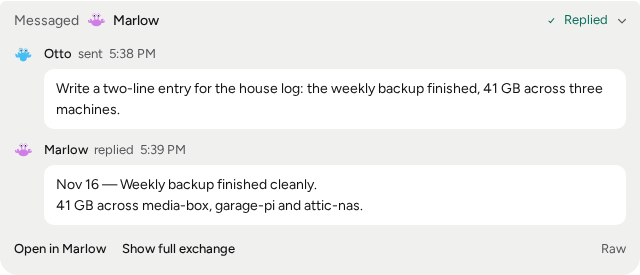 Messaged Marlow Replied
Otto sent 5:38 PM
Write a two-line entry for the house log: the weekly backup finished, 41 GB across three
machines.
Marlow replied 5:39 PM
Nov 16 — Weekly backup finished cleanly.
41 GB across media-box, garage-pi and attic-nas.
Open in Marlow Show full exchange Raw